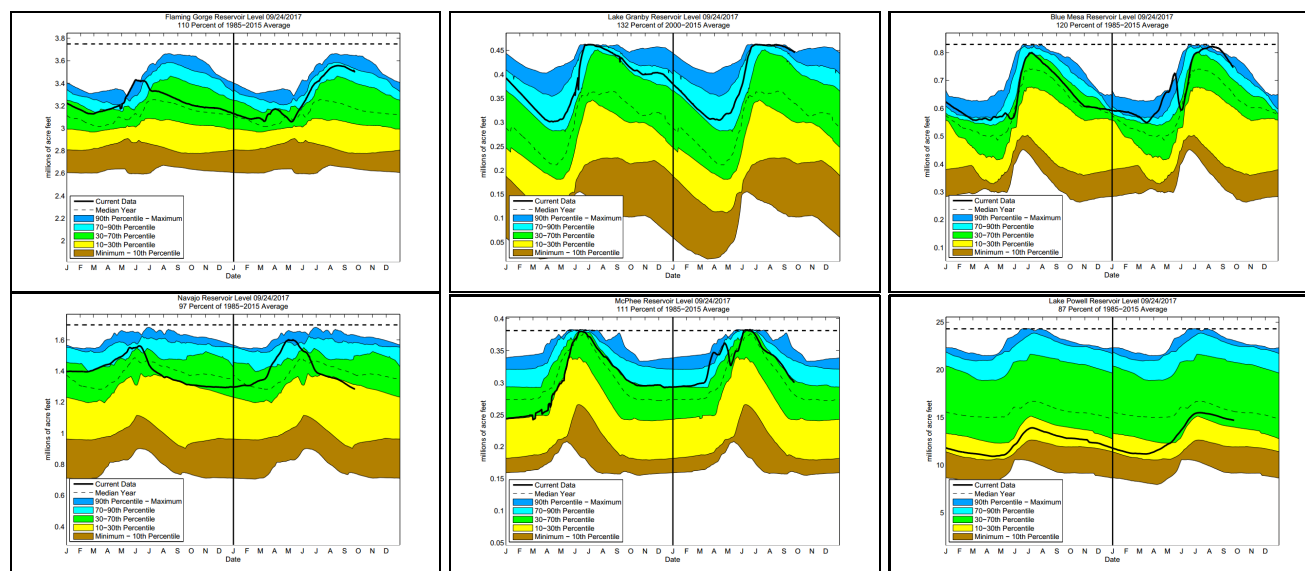 Flaming Gorge Reservoir Level 09/24/2017
110 Percent of 1985−2015 Average
3.8
3.6
3.4
3.2
3
2.8
2.6
2.4
2.2
2
millions of acre feet
Current Data
Median Year
90th Percentile − Maximum
70−90th Percentile
30−70th Percentile
10−30th Percentile
Minimum − 10th Percentile
J F M A M J J A S O N D J F M A M J J A S O N D
Date
Lake Granby Reservoir Level 09/24/2017
132 Percent of 2000−2015 Average
0.45
0.4
0.35
0.3
0.25
0.2
0.15
0.1
0.05
millions of acre feet
Current Data
Median Year
90th Percentile − Maximum
70−90th Percentile
30−70th Percentile
10−30th Percentile
Minimum − 10th Percentile
J F M A M J J A S O N D J F M A M J J A S O N D
Date
Blue Mesa Reservoir Level 09/24/2017
120 Percent of 1985−2015 Average
0.8
0.7
0.6
0.5
0.4
0.3
0.2
0.1
millions of acre feet
Current Data
Median Year
90th Percentile − Maximum
70−90th Percentile
30−70th Percentile
10−30th Percentile
Minimum − 10th Percentile
J F M A M J J A S O N D J F M A M J J A S O N D
Date
Navajo Reservoir Level 09/24/2017
97 Percent of 1985−2015 Average
1.6
1.4
1.2
1
0.8
0.6
0.4
millions of acre feet
Current Data
Median Year
90th Percentile − Maximum
70−90th Percentile
30−70th Percentile
10−30th Percentile
Minimum − 10th Percentile
J F M A M J J A S O N D J F M A M J J A S O N D
Date
McPhee Reservoir Level 09/24/2017
111 Percent of 1985−2015 Average
0.4
0.35
0.3
0.25
0.2
0.15
0.1
0.05
millions of acre feet
Current Data
Median Year
90th Percentile − Maximum
70−90th Percentile
30−70th Percentile
10−30th Percentile
Minimum − 10th Percentile
J F M A M J J A S O N D J F M A M J J A S O N D
Date
Lake Powell Reservoir Level 09/24/2017
87 Percent of 1985−2015 Average
25
20
15
10
5
millions of acre feet
Current Data
Median Year
90th Percentile − Maximum
70−90th Percentile
30−70th Percentile
10−30th Percentile
Minimum − 10th Percentile
J F M A M J J A S O N D J F M A M J J A S O N D
Date